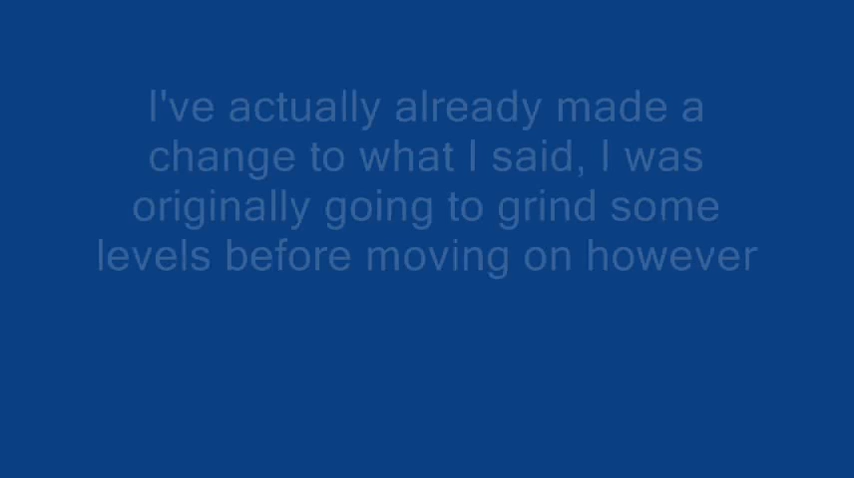 I've actually already made a
change to what I said, I was
originally going to grind some
levels before moving on however